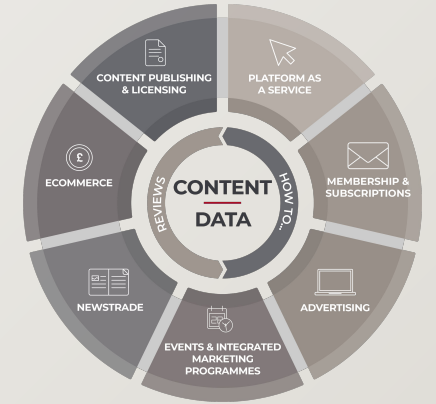 CONTENT PUBLISHING
& LICENSING
PLATFORM AS
A SERVICE
£
ECOMMERCE
MEMBERSHIP &
SUBSCRIPTIONS
REVIEWS
CONTENT
DATA
HOW TO...
NEWSTRADE
ADVERTISING
EVENTS & INTEGRATED
MARKETING
PROGRAMMES